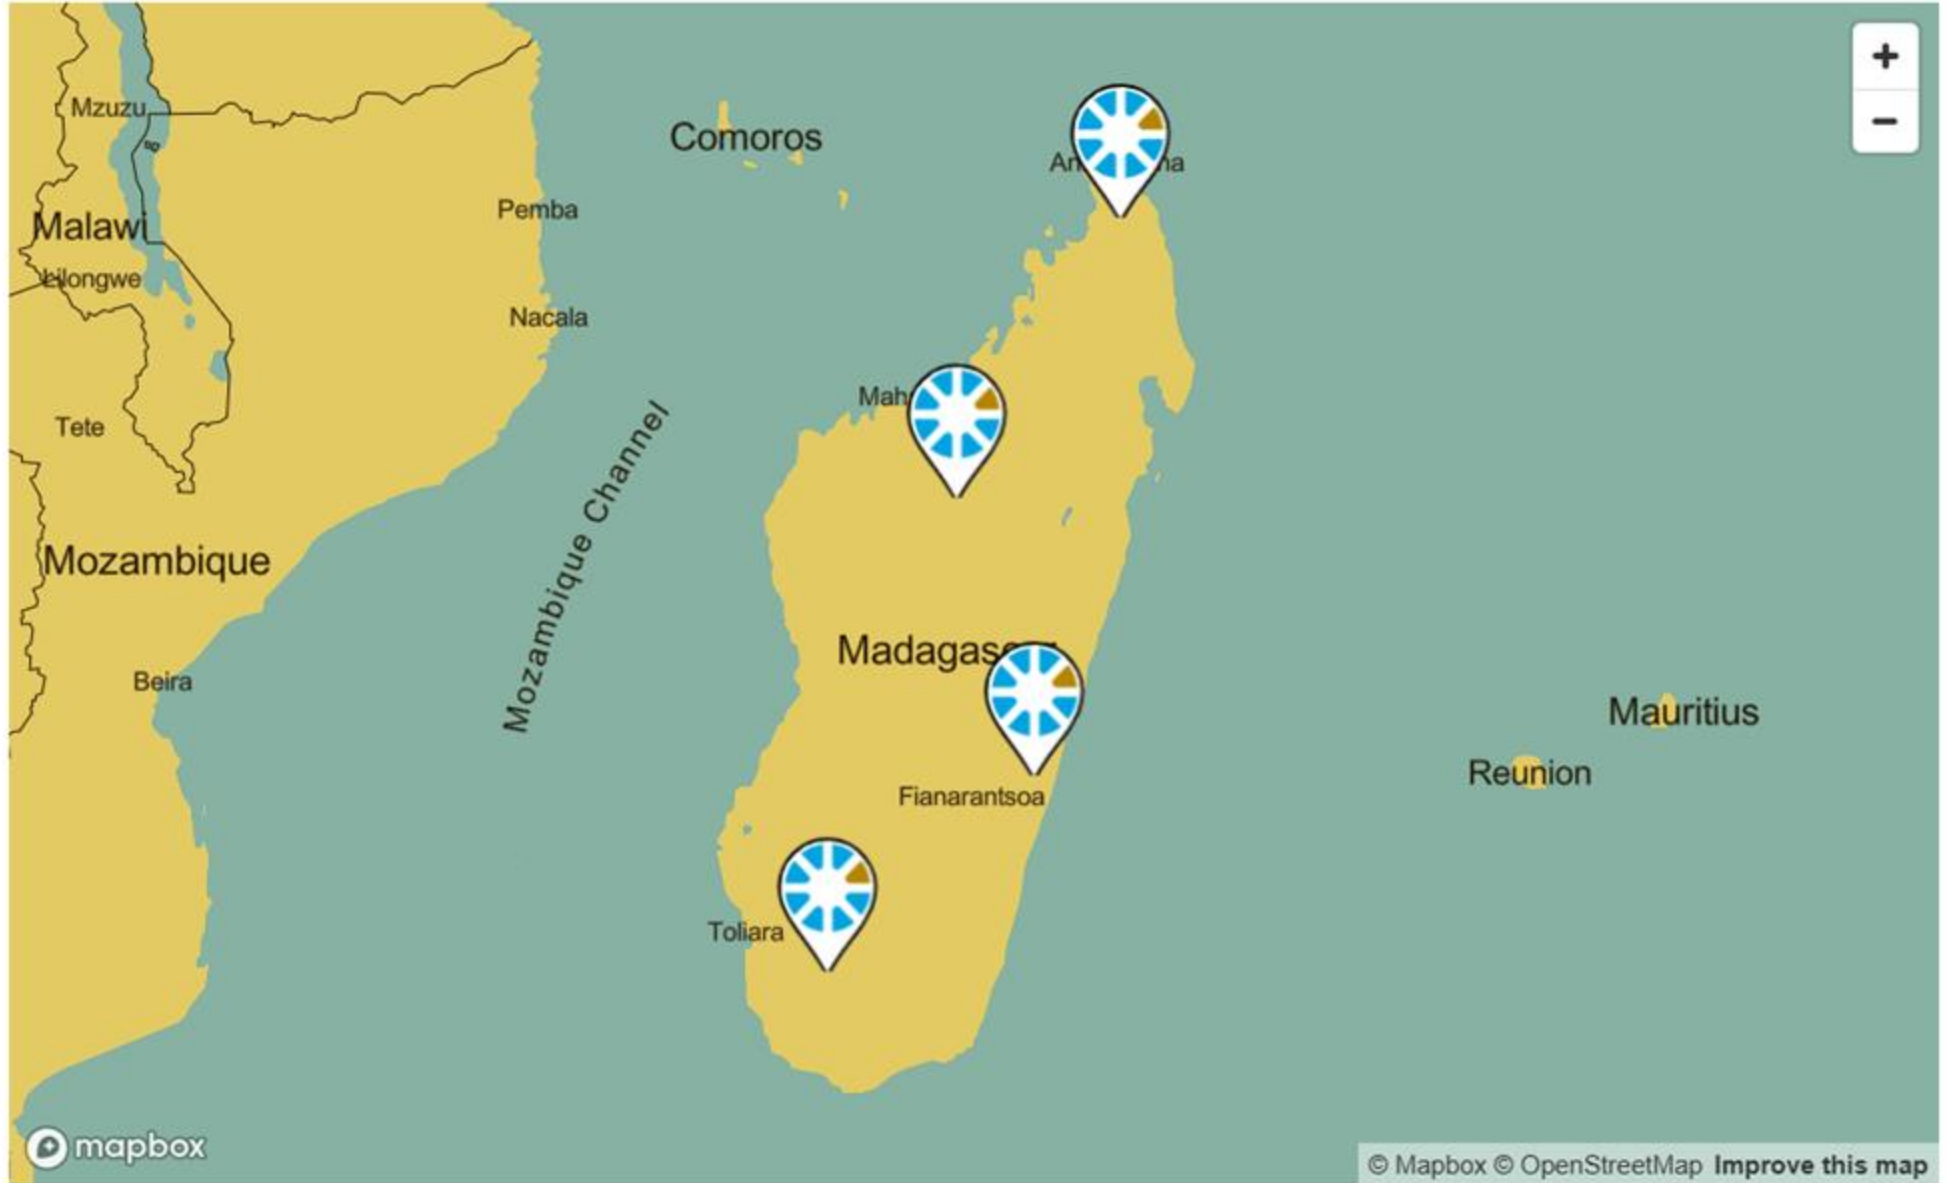 +
Mzuzu
Comoros
−
Pemba
Malawi
Lilongwe
Nacala
Tete
Mozambique Channel
Mozambique
Beira
Mauritius
Reunion
Fianarantsoa
Toliara
mapbox
© Mapbox © OpenStreetMap Improve this map